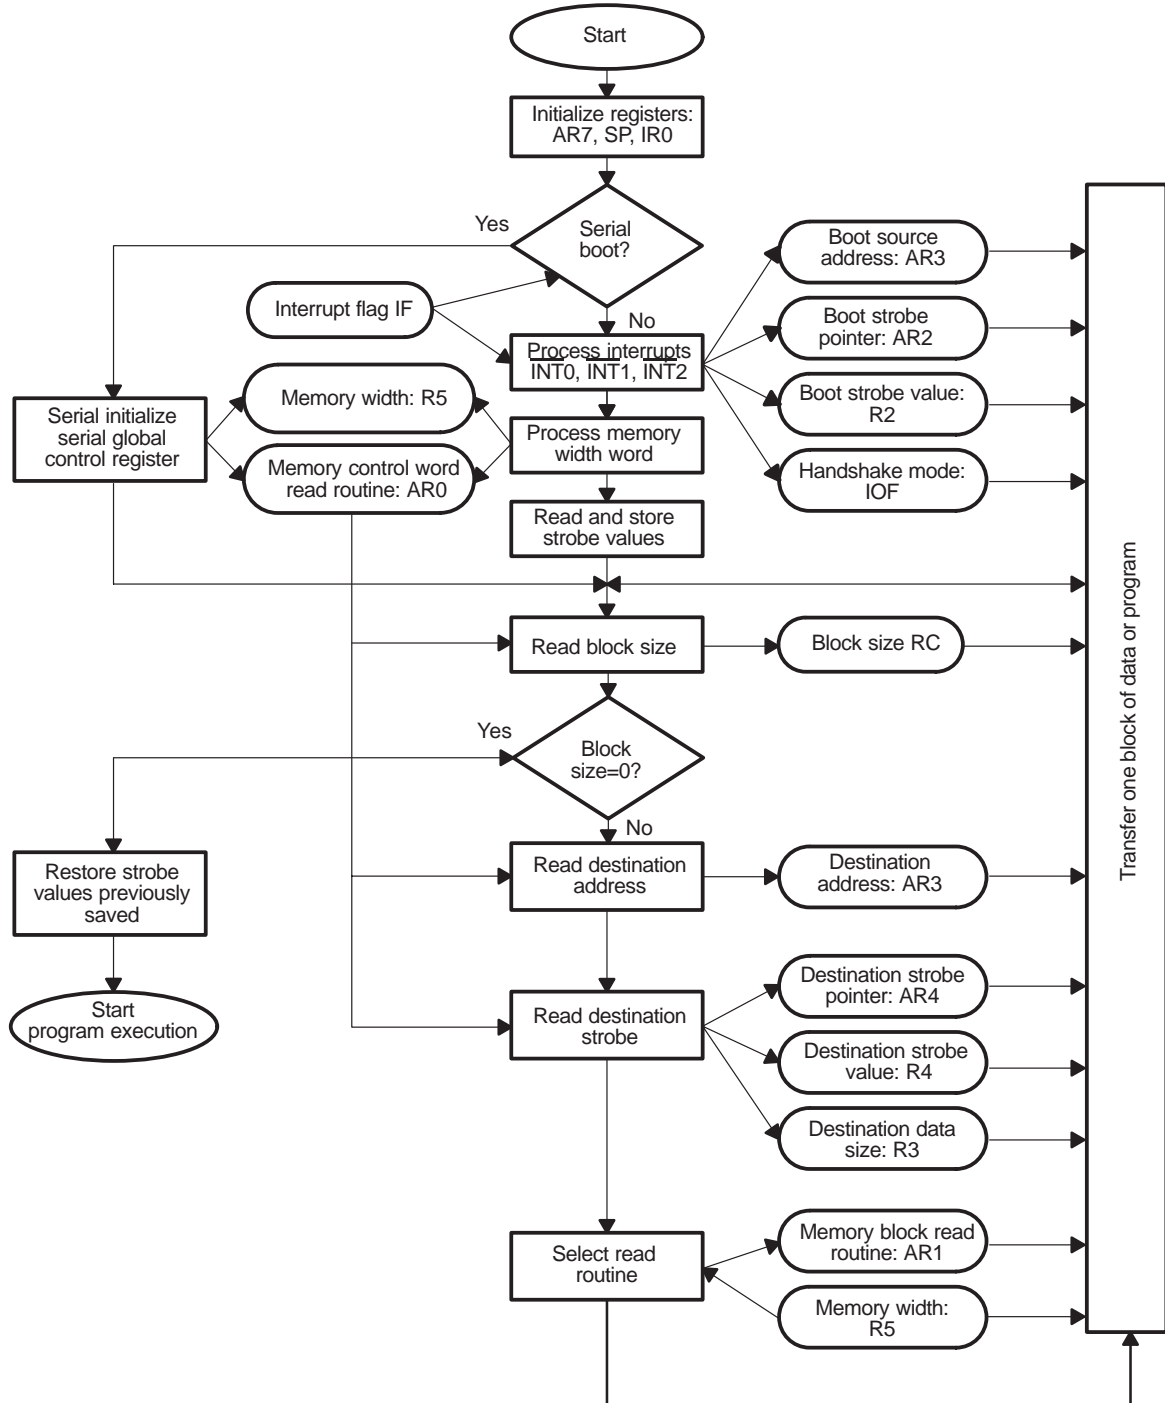 Start
Initialize registers:
AR7, SP, IR0
Yes
Serial
boot?
Boot source
address: AR3
Interrupt flag IF
No
Boot strobe
pointer: AR2
Process interrupts
INT0, INT1, INT2
Memory width: R5
Boot strobe value:
R2
Serial initialize
serial global
control register
Process memory
width word
Memory control word
read routine: AR0
Handshake mode:
IOF
Read and store
strobe values
Transfer one block of data or program
Read block size
Block size RC
Yes
Block
size=0?
No
Restore strobe
values previously
saved
Read destination
address
Destination
address: AR3
Start
program execution
Read destination
strobe
Destination strobe
pointer: AR4
Destination strobe
value: R4
Destination data
size: R3
Select read
routine
Memory block read
routine: AR1
Memory width:
R5